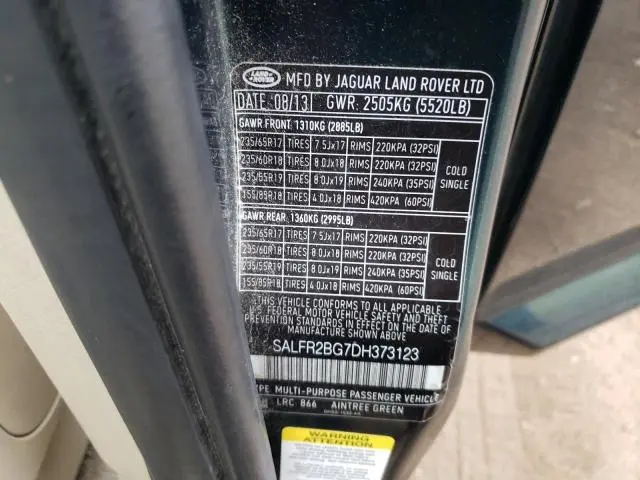 LAND ROVER
MFD BY JAGUAR LAND ROVER LTD
DATE 08/13 GWR: 2505KG (5520LB)
GAWR FRONT: 1310KG (2885LB)
235/65R17 TIRES 7.5Jx17 RIMS 220KPA (32PSI)
235/60R18 TIRES 8.0Jx18 RIMS 220KPA (32PSI)
235/55R19 TIRES 8.0Jx19 RIMS 240KPA (35PSI)
155/85R18 TIRES 4.0Jx18 RIMS 420KPA (60PSI)
COLD
SINGLE
GAWR REAR: 1360KG (2995LB)
235/65R17 TIRES 7.5Jx17 RIMS 220KPA (32PSI)
235/60R18 TIRES 8.0Jx18 RIMS 220KPA (32PSI)
235/55R19 TIRES 8.0Jx19 RIMS 240KPA (35PSI)
155/85R18 TIRES 4.0Jx18 RIMS 420KPA (60PSI)
COLD
SINGLE
THIS VEHICLE CONFORMS TO ALL APPLICABLE
U.S. FEDERAL MOTOR VEHICLE SAFETY AND THEFT
PREVENTION STANDARDS IN EFFECT ON THE DATE OF
MANUFACTURE SHOWN ABOVE
SALFR2BG7DH373123
TYPE: MULTI-PURPOSE PASSENGER VEHICLE
LRC 866 AINTREE GREEN
WARNING
ATTENTION